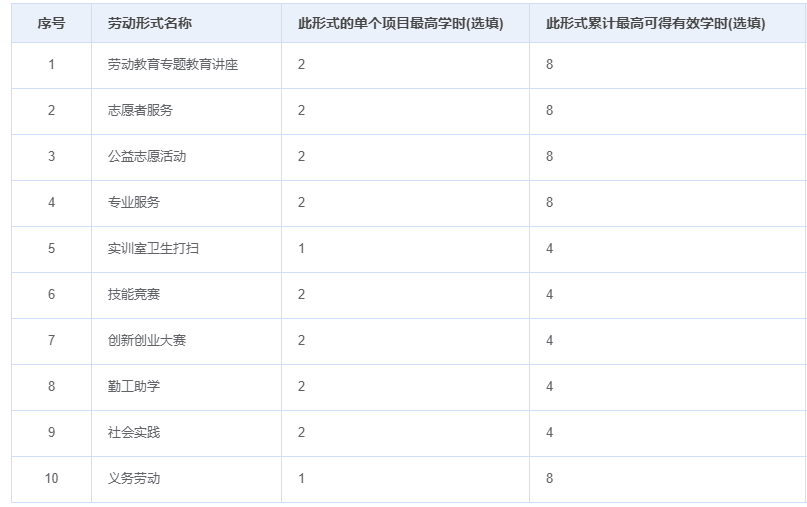 序号 劳动形式名称 此形式的单个项目最高学时(选填) 此形式累计最高可得有效学时(选填)
1 劳动教育专题教育讲座 2 8
2 志愿者服务 2 8
3 公益志愿活动 2 8
4 专业服务 2 8
5 实训室卫生打扫 1 4
6 技能竞赛 2 4
7 创新创业大赛 2 4
8 勤工助学 2 4
9 社会实践 2 4
10 义务劳动 1 8